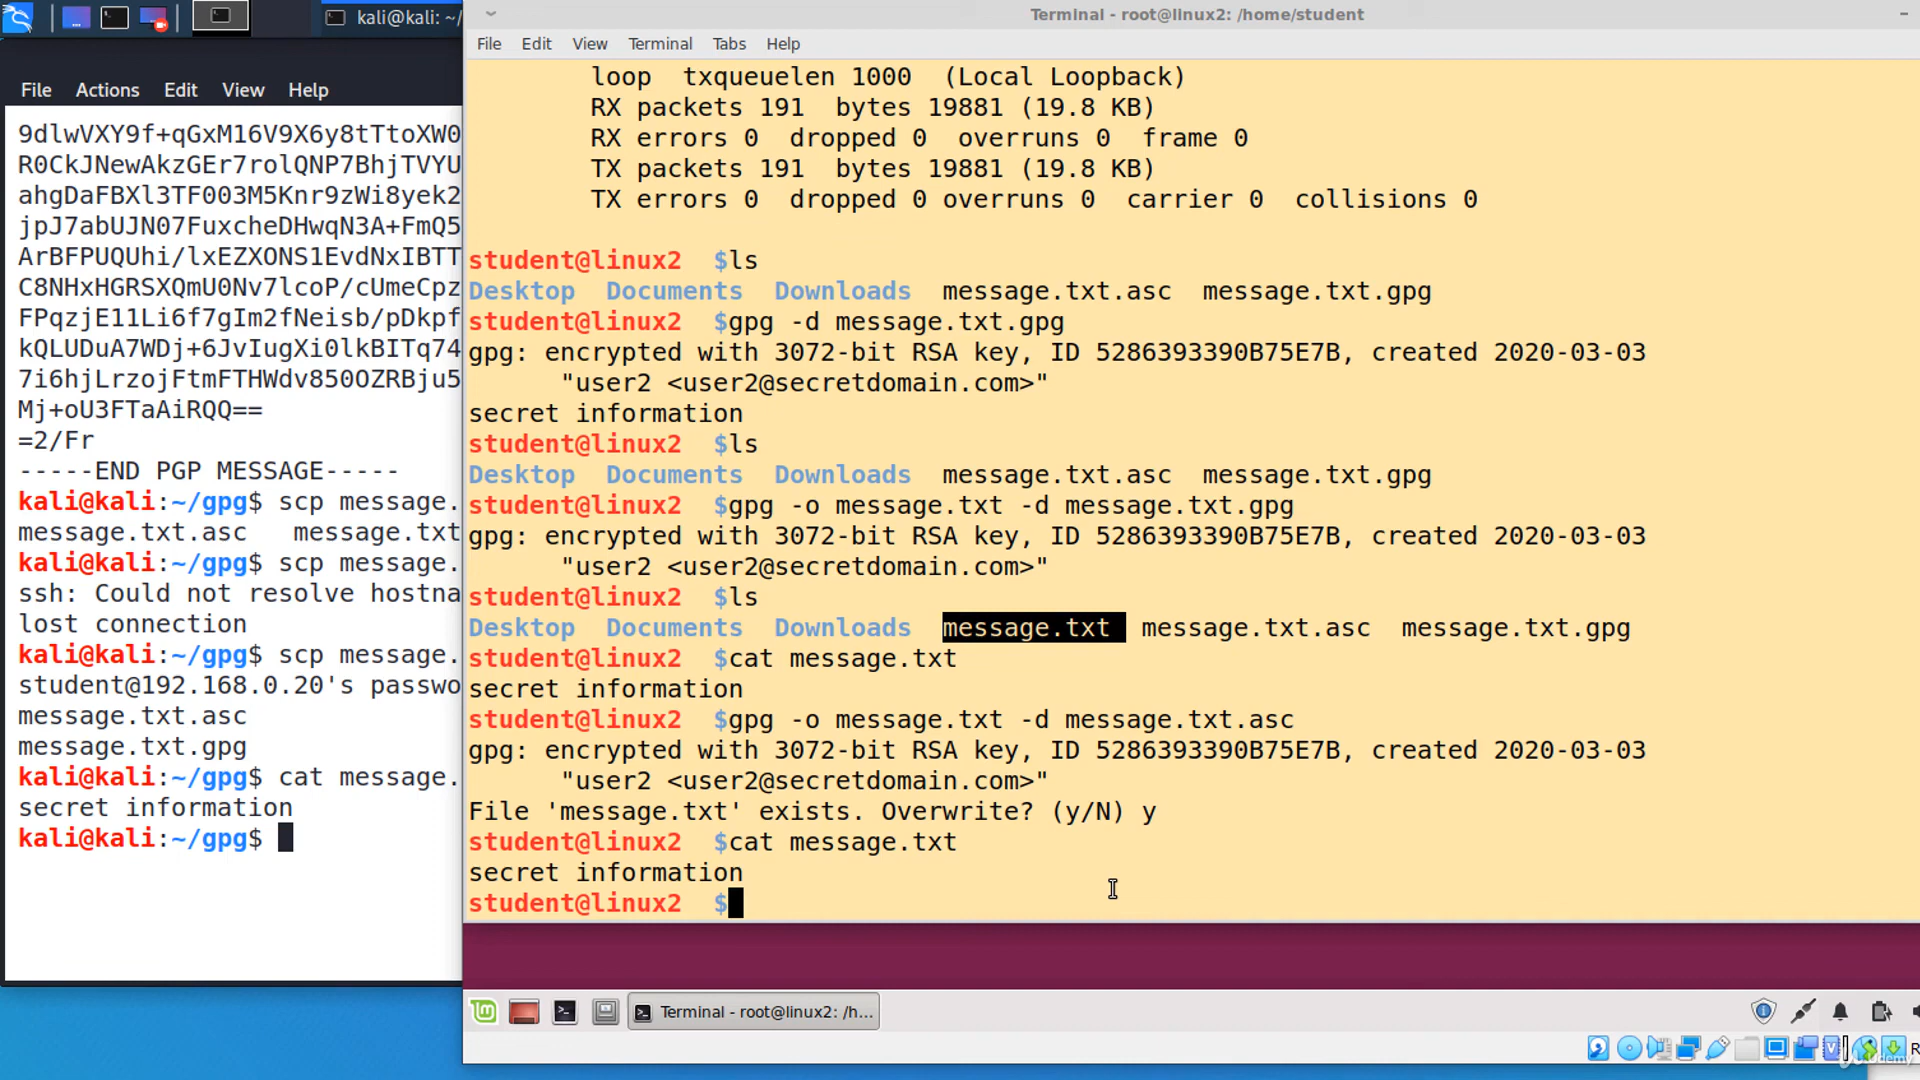 kali@kali: ~/
File Actions Edit View Help
9dlwVXY9f+qGxM16V9X6y8tTtoXW0
R0CkJNewAkzGEr7rolQNP7BhjTVYU
ahgDaFBXl3TF003M5Knr9zWi8yek2
jpJ7abUJN07FuxcheDHwqN3A+FmQ5
ArBFPUQUhi/lxEZXONS1EvdNxIBTT
C8NHxHGRSXQmU0Nv7lcoP/cUmeCpz
FPqzjE11Li6f7gIm2fNeisb/pDkpf
kQLUDuA7WDj+6JvIugXi0lkBITq74
7i6hjLrzojFtmFTHWdv850OZRBju5
Mj+oU3FTaAiRQQ==
=2/Fr
-----END PGP MESSAGE-----
kali@kali:~/gpg$ scp message.
message.txt.asc message.txt
kali@kali:~/gpg$ scp message.
ssh: Could not resolve hostna
lost connection
kali@kali:~/gpg$ scp message.
student@192.168.0.20's passwo
message.txt.asc
message.txt.gpg
kali@kali:~/gpg$ cat message.
secret information
kali@kali:~/gpg$
Terminal - root@linux2: /home/student
File Edit View Terminal Tabs Help
loop txqueuelen 1000 (Local Loopback)
RX packets 191 bytes 19881 (19.8 KB)
RX errors 0 dropped 0 overruns 0 frame 0
TX packets 191 bytes 19881 (19.8 KB)
TX errors 0 dropped 0 overruns 0 carrier 0 collisions 0
student@linux2 $ls
Desktop Documents Downloads message.txt.asc message.txt.gpg
student@linux2 $gpg -d message.txt.gpg
gpg: encrypted with 3072-bit RSA key, ID 5286393390B75E7B, created 2020-03-03
"user2 <user2@secretdomain.com>"
secret information
student@linux2 $ls
Desktop Documents Downloads message.txt.asc message.txt.gpg
student@linux2 $gpg -o message.txt -d message.txt.gpg
gpg: encrypted with 3072-bit RSA key, ID 5286393390B75E7B, created 2020-03-03
"user2 <user2@secretdomain.com>"
student@linux2 $ls
Desktop Documents Downloads message.txt message.txt.asc message.txt.gpg
student@linux2 $cat message.txt
secret information
student@linux2 $gpg -o message.txt -d message.txt.asc
gpg: encrypted with 3072-bit RSA key, ID 5286393390B75E7B, created 2020-03-03
"user2 <user2@secretdomain.com>"
File 'message.txt' exists. Overwrite? (y/N) y
student@linux2 $cat message.txt
secret information
student@linux2 $
Terminal - root@linux2: /h...